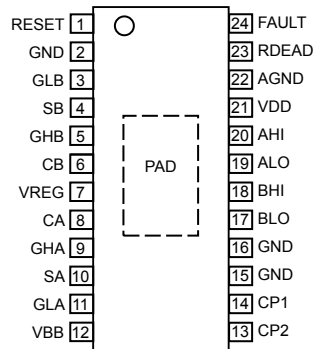 RESET 1 24 FAULT
GND 2 23 RDEAD
GLB 3 22 AGND
SB 4 21 VDD
GHB 5 20 AHI
CB 6 PAD 19 ALO
VREG 7 18 BHI
CA 8 17 BLO
GHA 9 16 GND
SA 10 15 GND
GLA 11 14 CP1
VBB 12 13 CP2